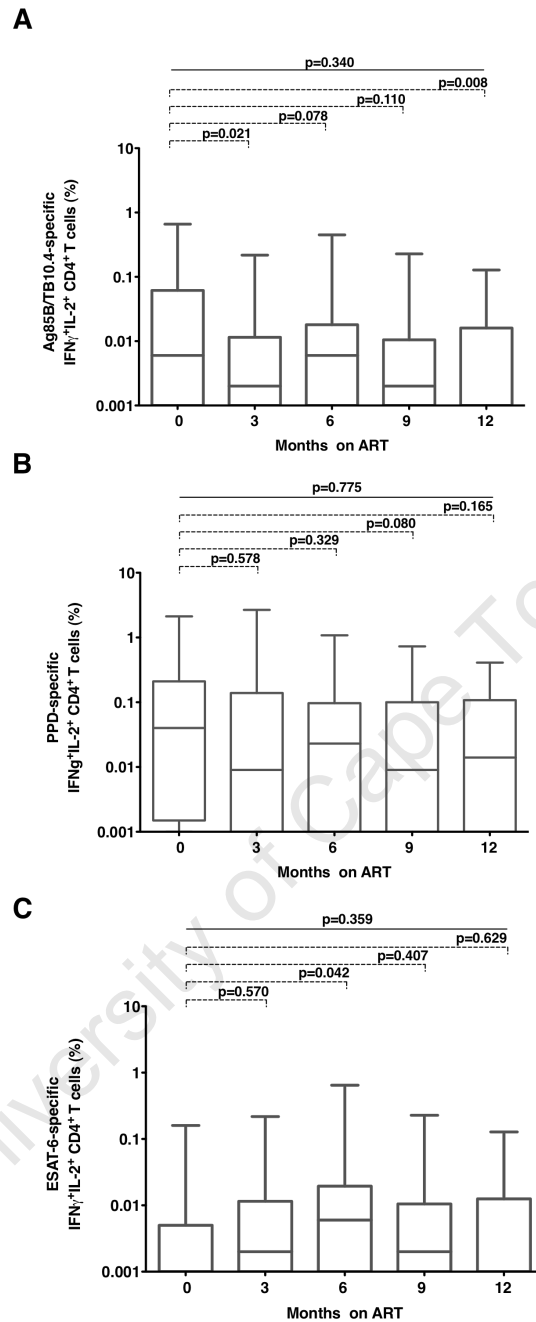 A
p=0.340
p=0.008
p=0.110
p=0.078
p=0.021
Ag85B/TB10.4-specific
IFNγ⁺IL-2⁺ CD4⁺ T cells (%)
10
1
0.1
0.01
0.001
0 3 6 9 12
Months on ART
B
p=0.775
p=0.165
p=0.080
p=0.329
p=0.578
PPD-specific
IFNg⁺IL-2⁺ CD4⁺ T cells (%)
10
1
0.1
0.01
0.001
0 3 6 9 12
Months on ART
C
p=0.359
p=0.629
p=0.407
p=0.042
p=0.570
ESAT-6-specific
IFNγ⁺IL-2⁺ CD4⁺ T cells (%)
10
1
0.1
0.01
0.001
0 3 6 9 12
Months on ART
of Cape